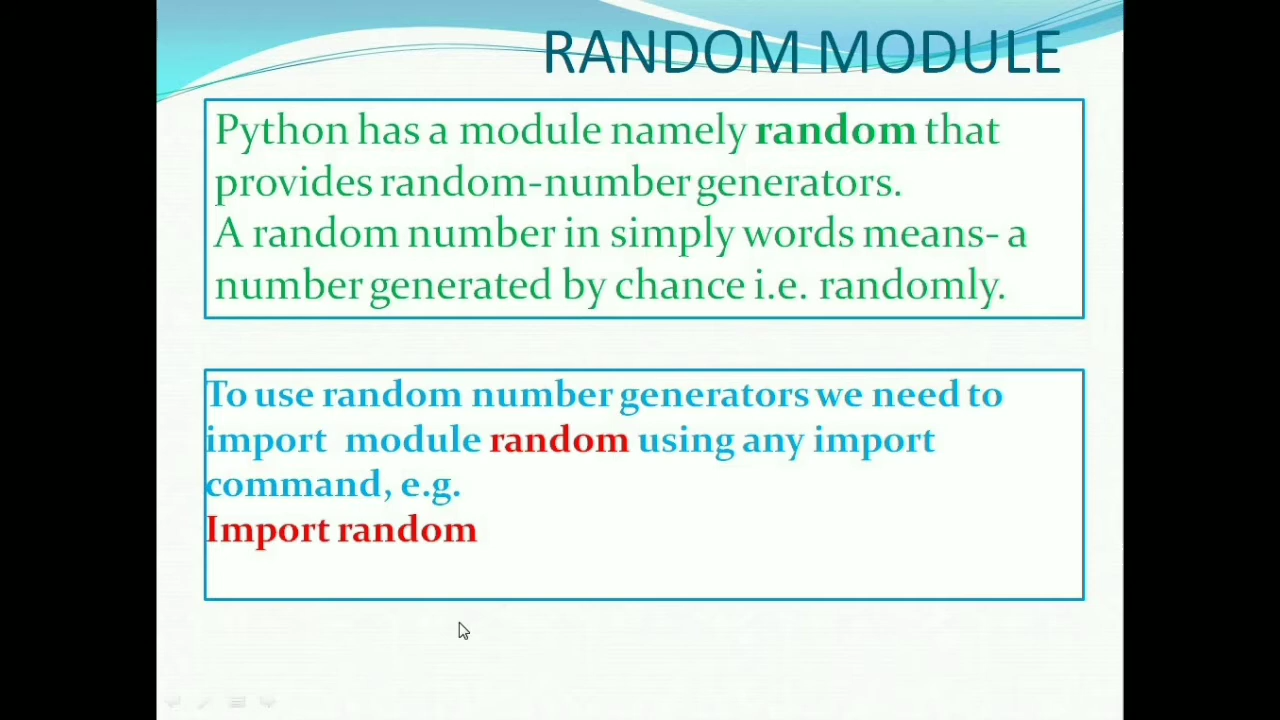 RANDOM MODULE
Python has a module namely random that
provides random-number generators.
A random number in simply words means- a
number generated by chance i.e. randomly.
To use random number generators we need to
import module random using any import
command, e.g.
Import random